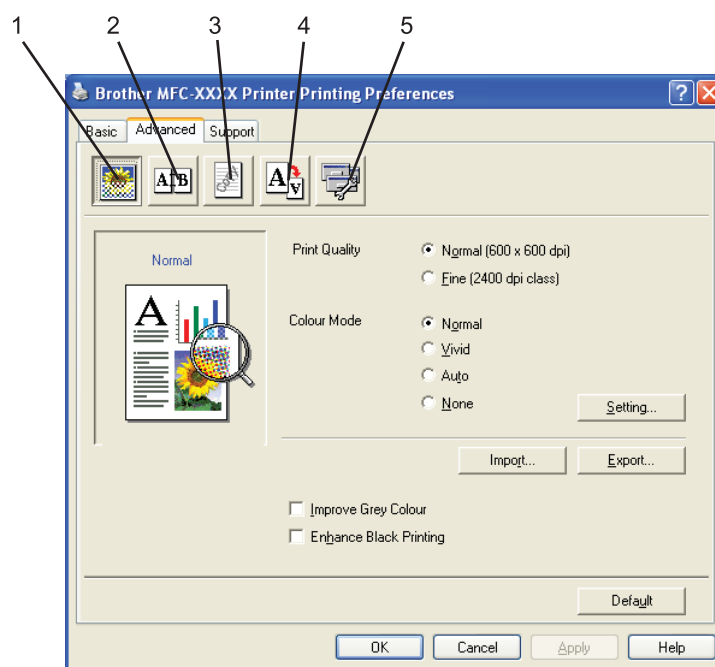 1 2 3 4 5
Brother MFC-XXXX Printer Printing Preferences
Basic Advanced Support
A B
COPY
A A
Normal
A
Print Quality
Normal (600 x 600 dpi)
Fine (2400 dpi class)
Colour Mode
Normal
Vivid
Auto
None
Setting...
Import... Export...
Improve Grey Colour
Enhance Black Printing
Default
OK Cancel Apply Help